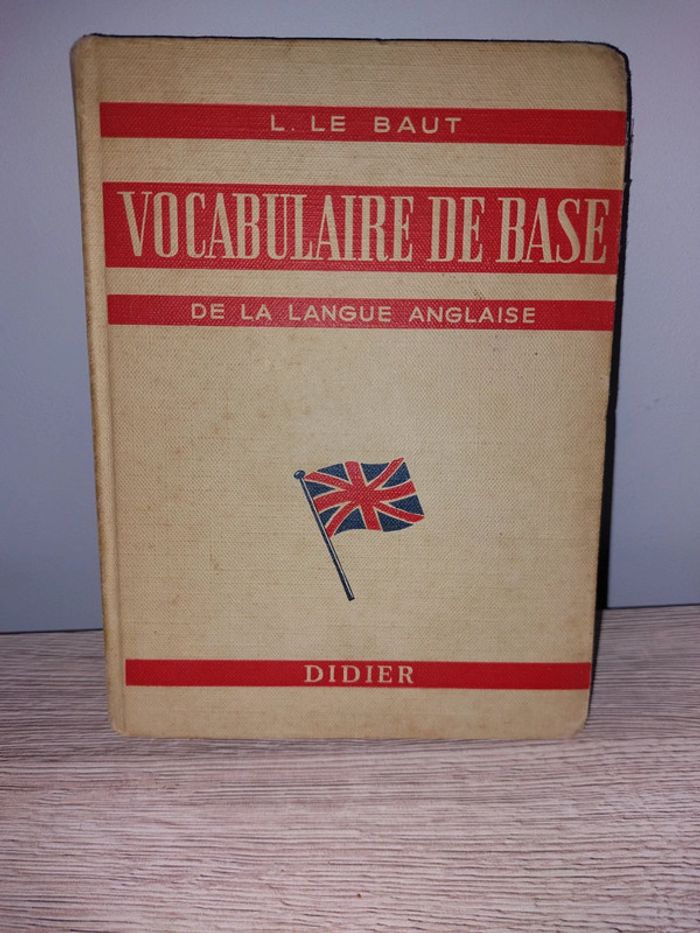 L. LE BAUT
VOCABULAIRE DE BASE
DE LA LANGUE ANGLAISE
DIDIER